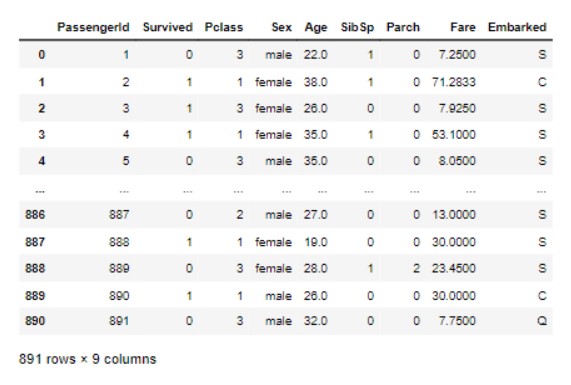 PassengerId Survived Pclass Sex Age SibSp Parch Fare Embarked
0 1 0 3 male 22.0 1 0 7.2500 S
1 2 1 1 female 38.0 1 0 71.2833 C
2 3 1 3 female 26.0 0 0 7.9250 S
3 4 1 1 female 35.0 1 0 53.1000 S
4 5 0 3 male 35.0 0 0 8.0500 S
... ... ... ... ... ... ... ... ... ...
886 887 0 2 male 27.0 0 0 13.0000 S
887 888 1 1 female 19.0 0 0 30.0000 S
888 889 0 3 female 28.0 1 2 23.4500 S
889 890 1 1 male 26.0 0 0 30.0000 C
890 891 0 3 male 32.0 0 0 7.7500 Q
891 rows × 9 columns